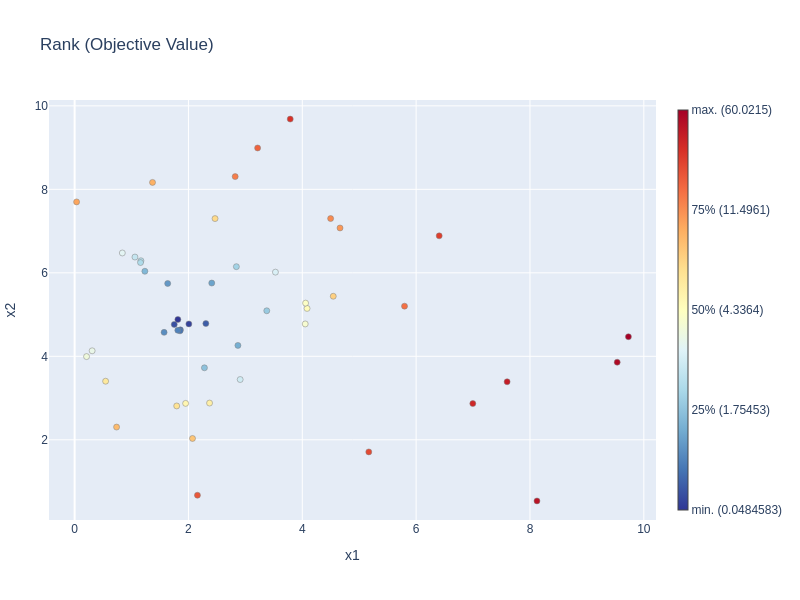 Rank (Objective Value)
10
8
6
4
2
x2
0
2
4
6
8
10
x1
max. (60.0215)
75% (11.4961)
50% (4.3364)
25% (1.75453)
min. (0.0484583)